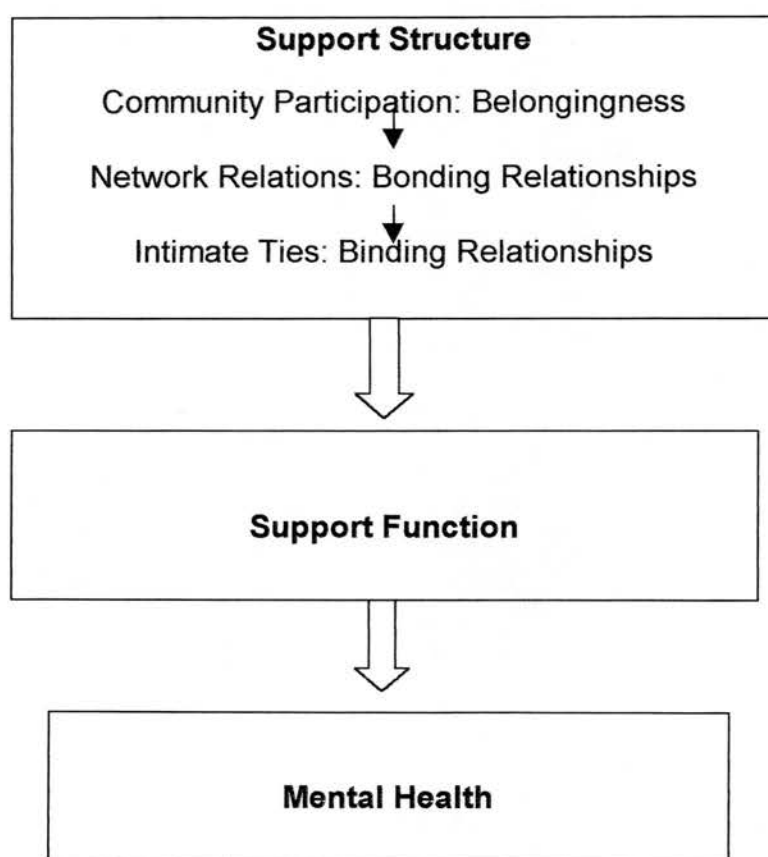 Support Structure
Community Participation: Belongingness
Network Relations: Bonding Relationships
Intimate Ties: Binding Relationships
Support Function
Mental Health